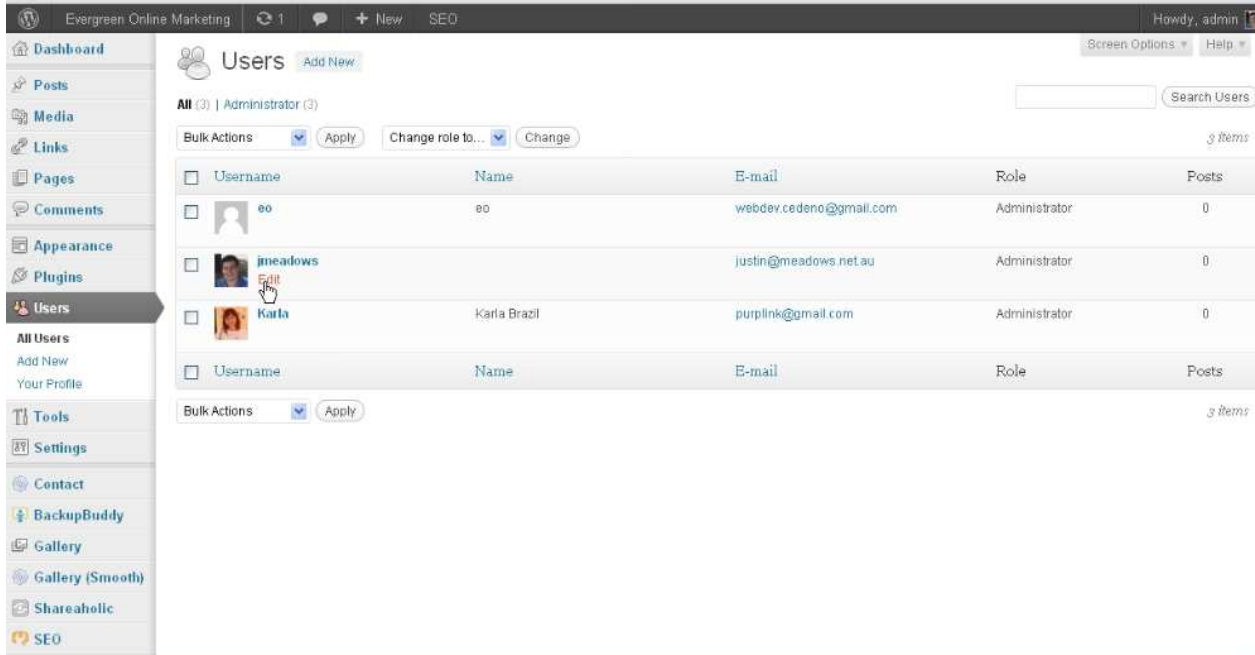 Evergreen Online Marketing 1 + New SEO Howdy, admin
Dashboard
Posts
Media
Links
Pages
Comments
Appearance
Plugins
Users
All Users
Add New
Your Profile
Tools
Settings
Contact
BackupBuddy
Gallery
Gallery (Smooth)
Shareaholic
SEO
Screen Options Help
Users Add New
All (3) | Administrator (3)
Search Users
Bulk Actions Apply Change role to... Change 3 items
Username Name E-mail Role Posts
eo eo webdev.cedeno@gmail.com Administrator 0
jmeadows justin@meadows.net.au Administrator 0
Edit
Karla Karla Brazil purplink@gmail.com Administrator 0
Username Name E-mail Role Posts
Bulk Actions Apply 3 items